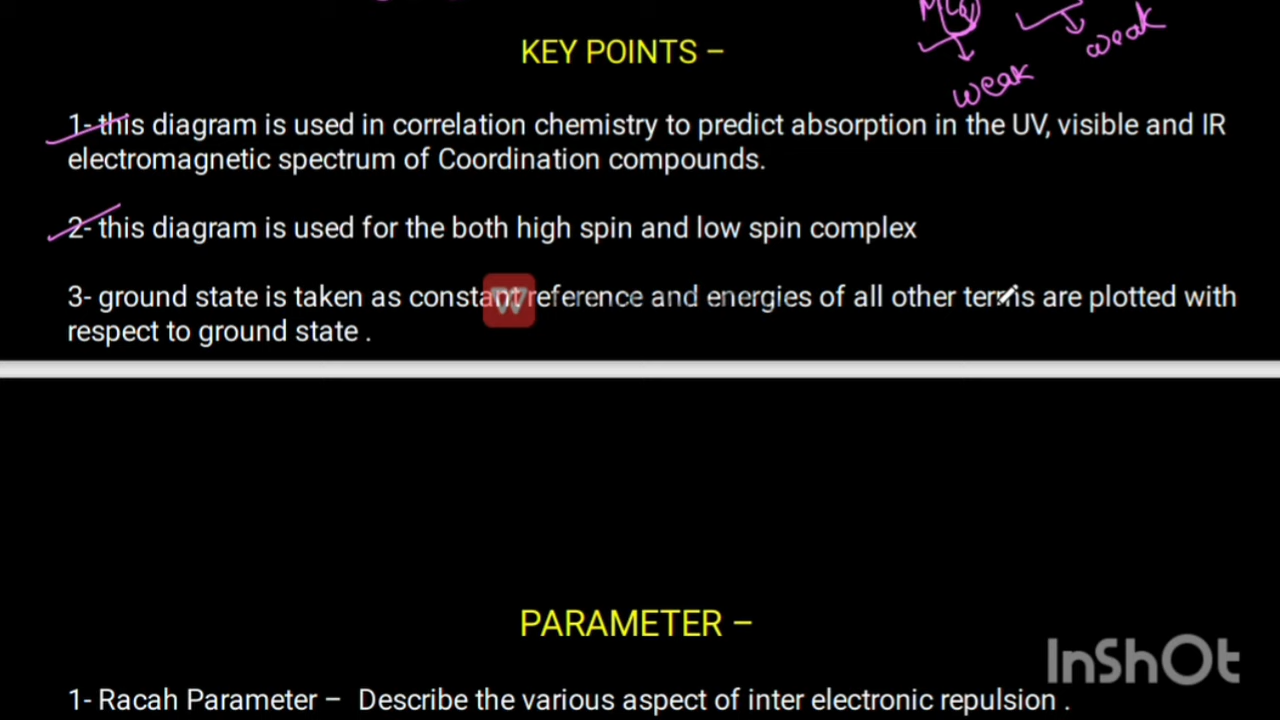 weak
KEY POINTS –
weak
1- this diagram is used in correlation chemistry to predict absorption in the UV, visible and IR
electromagnetic spectrum of Coordination compounds.
2- this diagram is used for the both high spin and low spin complex
3- ground state is taken as constant reference and energies of all other terms are plotted with
respect to ground state .
PARAMETER –
InShOt
1- Racah Parameter – Describe the various aspect of inter electronic repulsion .